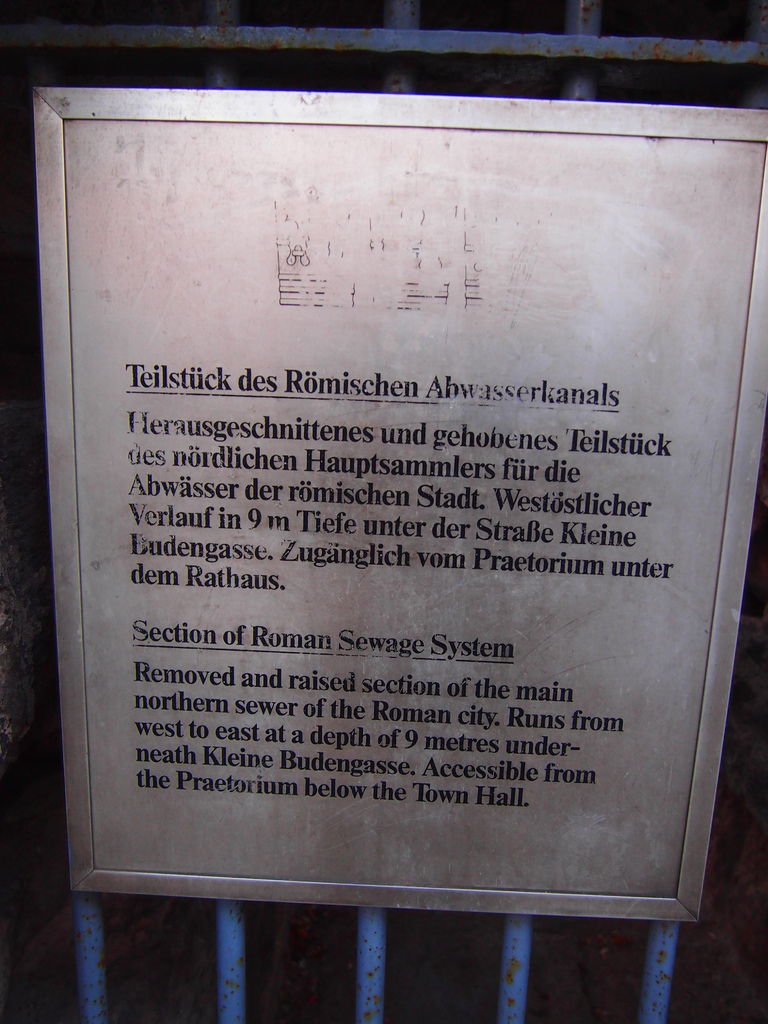 Teilstück des Römischen Abwasserkanals
Herausgeschnittenes und gehobenes Teilstück
des nördlichen Hauptsammlers für die
Abwässer der römischen Stadt. Westöstlicher
Verlauf in 9 m Tiefe unter der Straße Kleine
Budengasse. Zugänglich vom Praetorium unter
dem Rathaus.
Section of Roman Sewage System
Removed and raised section of the main
northern sewer of the Roman city. Runs from
west to east at a depth of 9 metres under-
neath Kleine Budengasse. Accessible from
the Praetorium below the Town Hall.